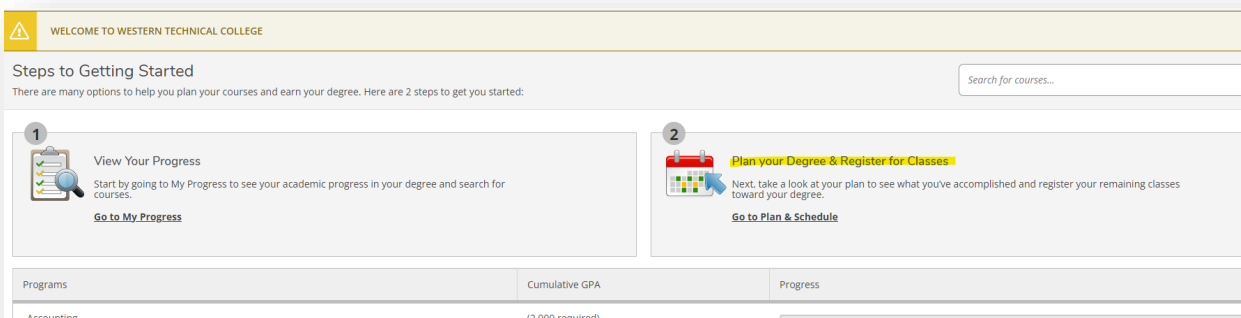 WELCOME TO WESTERN TECHNICAL COLLEGE
Steps to Getting Started
There are many options to help you plan your courses and earn your degree. Here are 2 steps to get you started:
Search for courses...
1
View Your Progress
Start by going to My Progress to see your academic progress in your degree and search for
courses.
Go to My Progress
2
Plan your Degree & Register for Classes
Next, take a look at your plan to see what you've accomplished and register your remaining classes
toward your degree.
Go to Plan & Schedule
Programs Cumulative GPA Progress
Accounting (2.000 required)